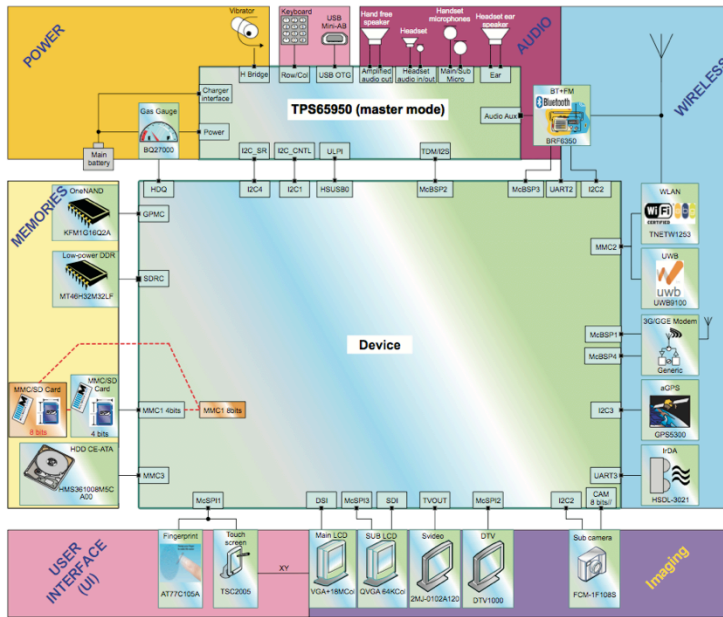 POWER
Vibrator
Keyboard
USB
Mini-AB
Hand free
speaker
Headset
Handset
microphones
Headset ear
speaker
AUDIO
WIRELESS
H Bridge
Row/Col
USB OTG
Amplified
audio out
Headset
audio in/out
Main/Sub
Micro
Ear
Charger
interface
TPS65950 (master mode)
Audio Aux
BT+FM
Bluetooth
BRF6350
Gas Gauge
BQ27000
Power
Main
battery
I2C_SR
I2C_CNTL
ULPI
TDM/I2S
HDQ
I2C4
I2C1
HSUSB0
McBSP2
McBSP3
UART2
I2C2
MEMORIES
OneNAND
KFM1G16Q2A
GPMC
Low-power DDR
MT46H32M32LF
SDRC
MMC/SD Card
8 bits
MMC/SD
Card
4 bits
MMC1 4bits
MMC1 8bits
HDD CE-ATA
HMS361008M5C
A00
MMC3
Device
WLAN
Wi Fi
CERTIFIED
TNETW1253
MMC2
UWB
uwb
UWB9100
McBSP1
McBSP4
3G/GGE Modem
Generic
I2C3
aGPS
GPS5300
UART3
IrDA
HSDL-3021
McSPI1
DSI
McSPI3
SDI
TVOUT
McSPI2
I2C2
CAM
8 bits//
USER
INTERFACE
(UI)
Fingerprint
AT77C105A
Touch
screen
TSC2005
XY
Main LCD
VGA+16MCol
SUB LCD
QVGA 64KCol
Svideo
2MJ-0102A120
DTV
DTV1000
Sub camera
FCM-1F108S
Imaging